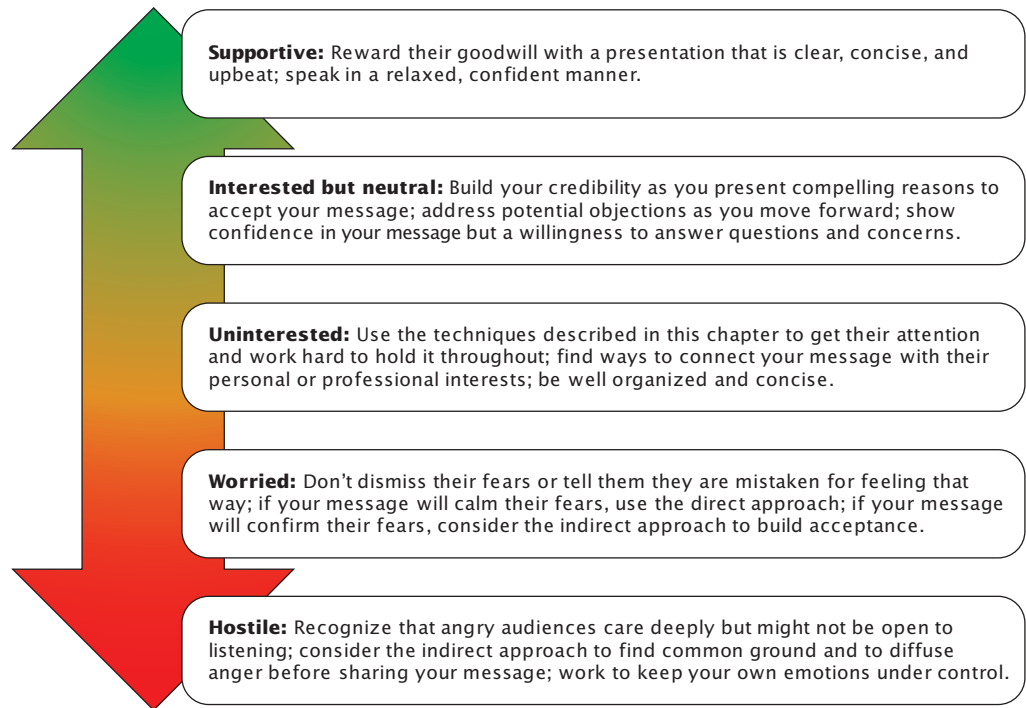 Supportive: Reward their goodwill with a presentation that is clear, concise, and
upbeat; speak in a relaxed, confident manner.
Interested but neutral: Build your credibility as you present compelling reasons to
accept your message; address potential objections as you move forward; show
confidence in your message but a willingness to answer questions and concerns.
Uninterested: Use the techniques described in this chapter to get their attention
and work hard to hold it throughout; find ways to connect your message with their
personal or professional interests; be well organized and concise.
Worried: Don't dismiss their fears or tell them they are mistaken for feeling that
way; if your message will calm their fears, use the direct approach; if your message
will confirm their fears, consider the indirect approach to build acceptance.
Hostile: Recognize that angry audiences care deeply but might not be open to
listening; consider the indirect approach to find common ground and to diffuse
anger before sharing your message; work to keep your own emotions under control.